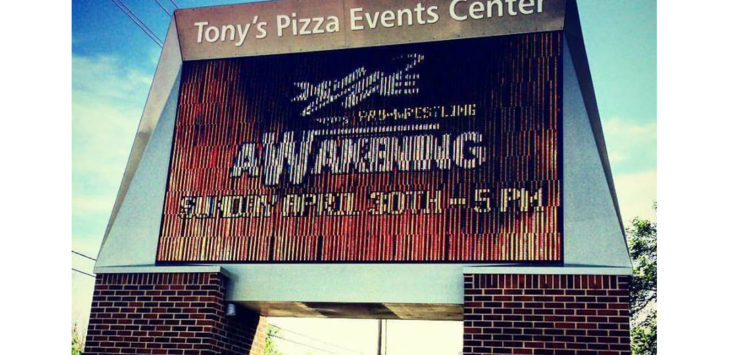 Tony's Pizza Events Center
PRO-WRESTLING
AWAKENING
SUNDAY APRIL 30TH - 5 PM